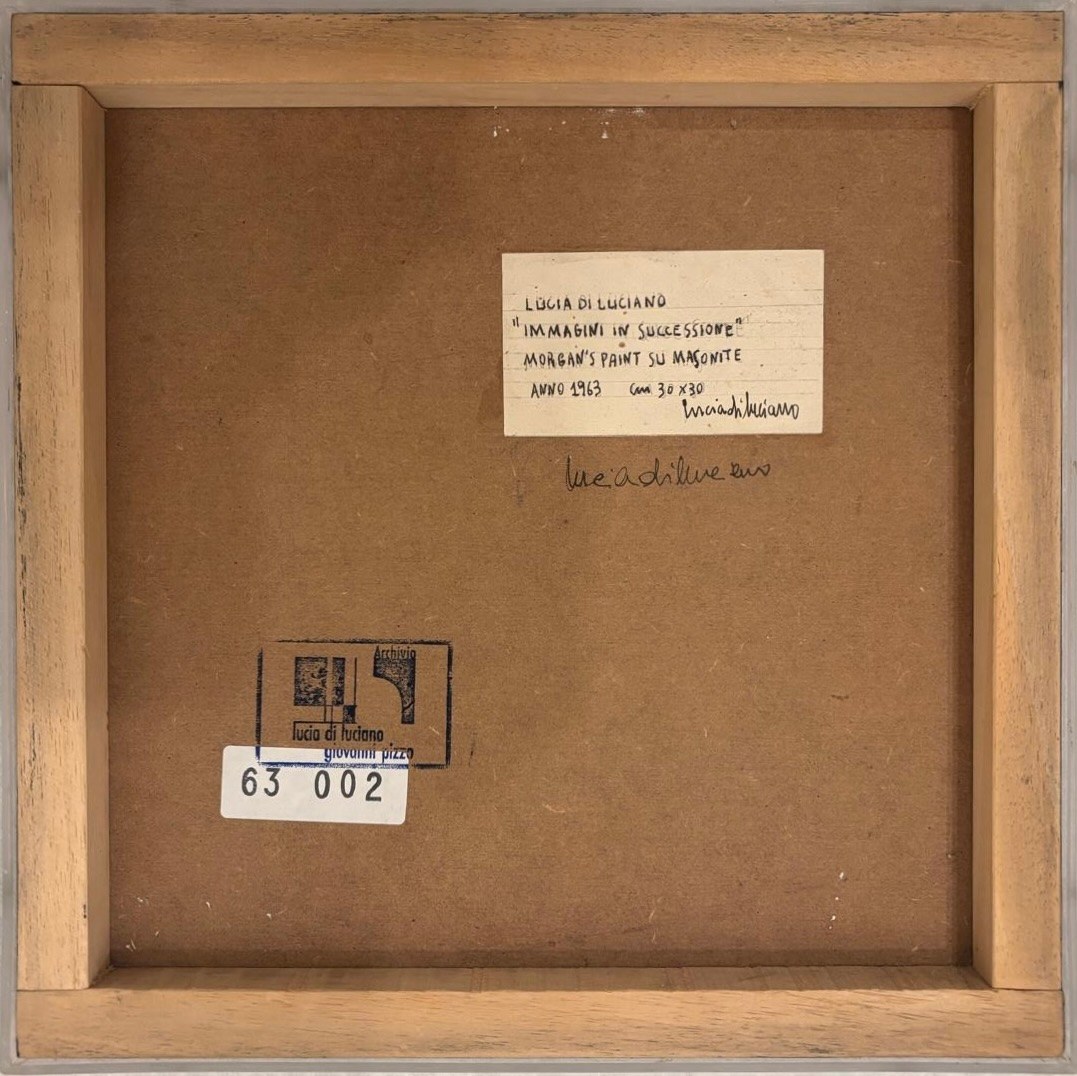 LUCIA DI LUCIANO
"IMMAGINI IN SUCCESSIONE"
MORGAN'S PAINT SU MASONITE
ANNO 1963 cm 30 x 30
luciadiluciano
luciadiluciano
Archivio
lucia di luciano
giovanni pizzo
63 002